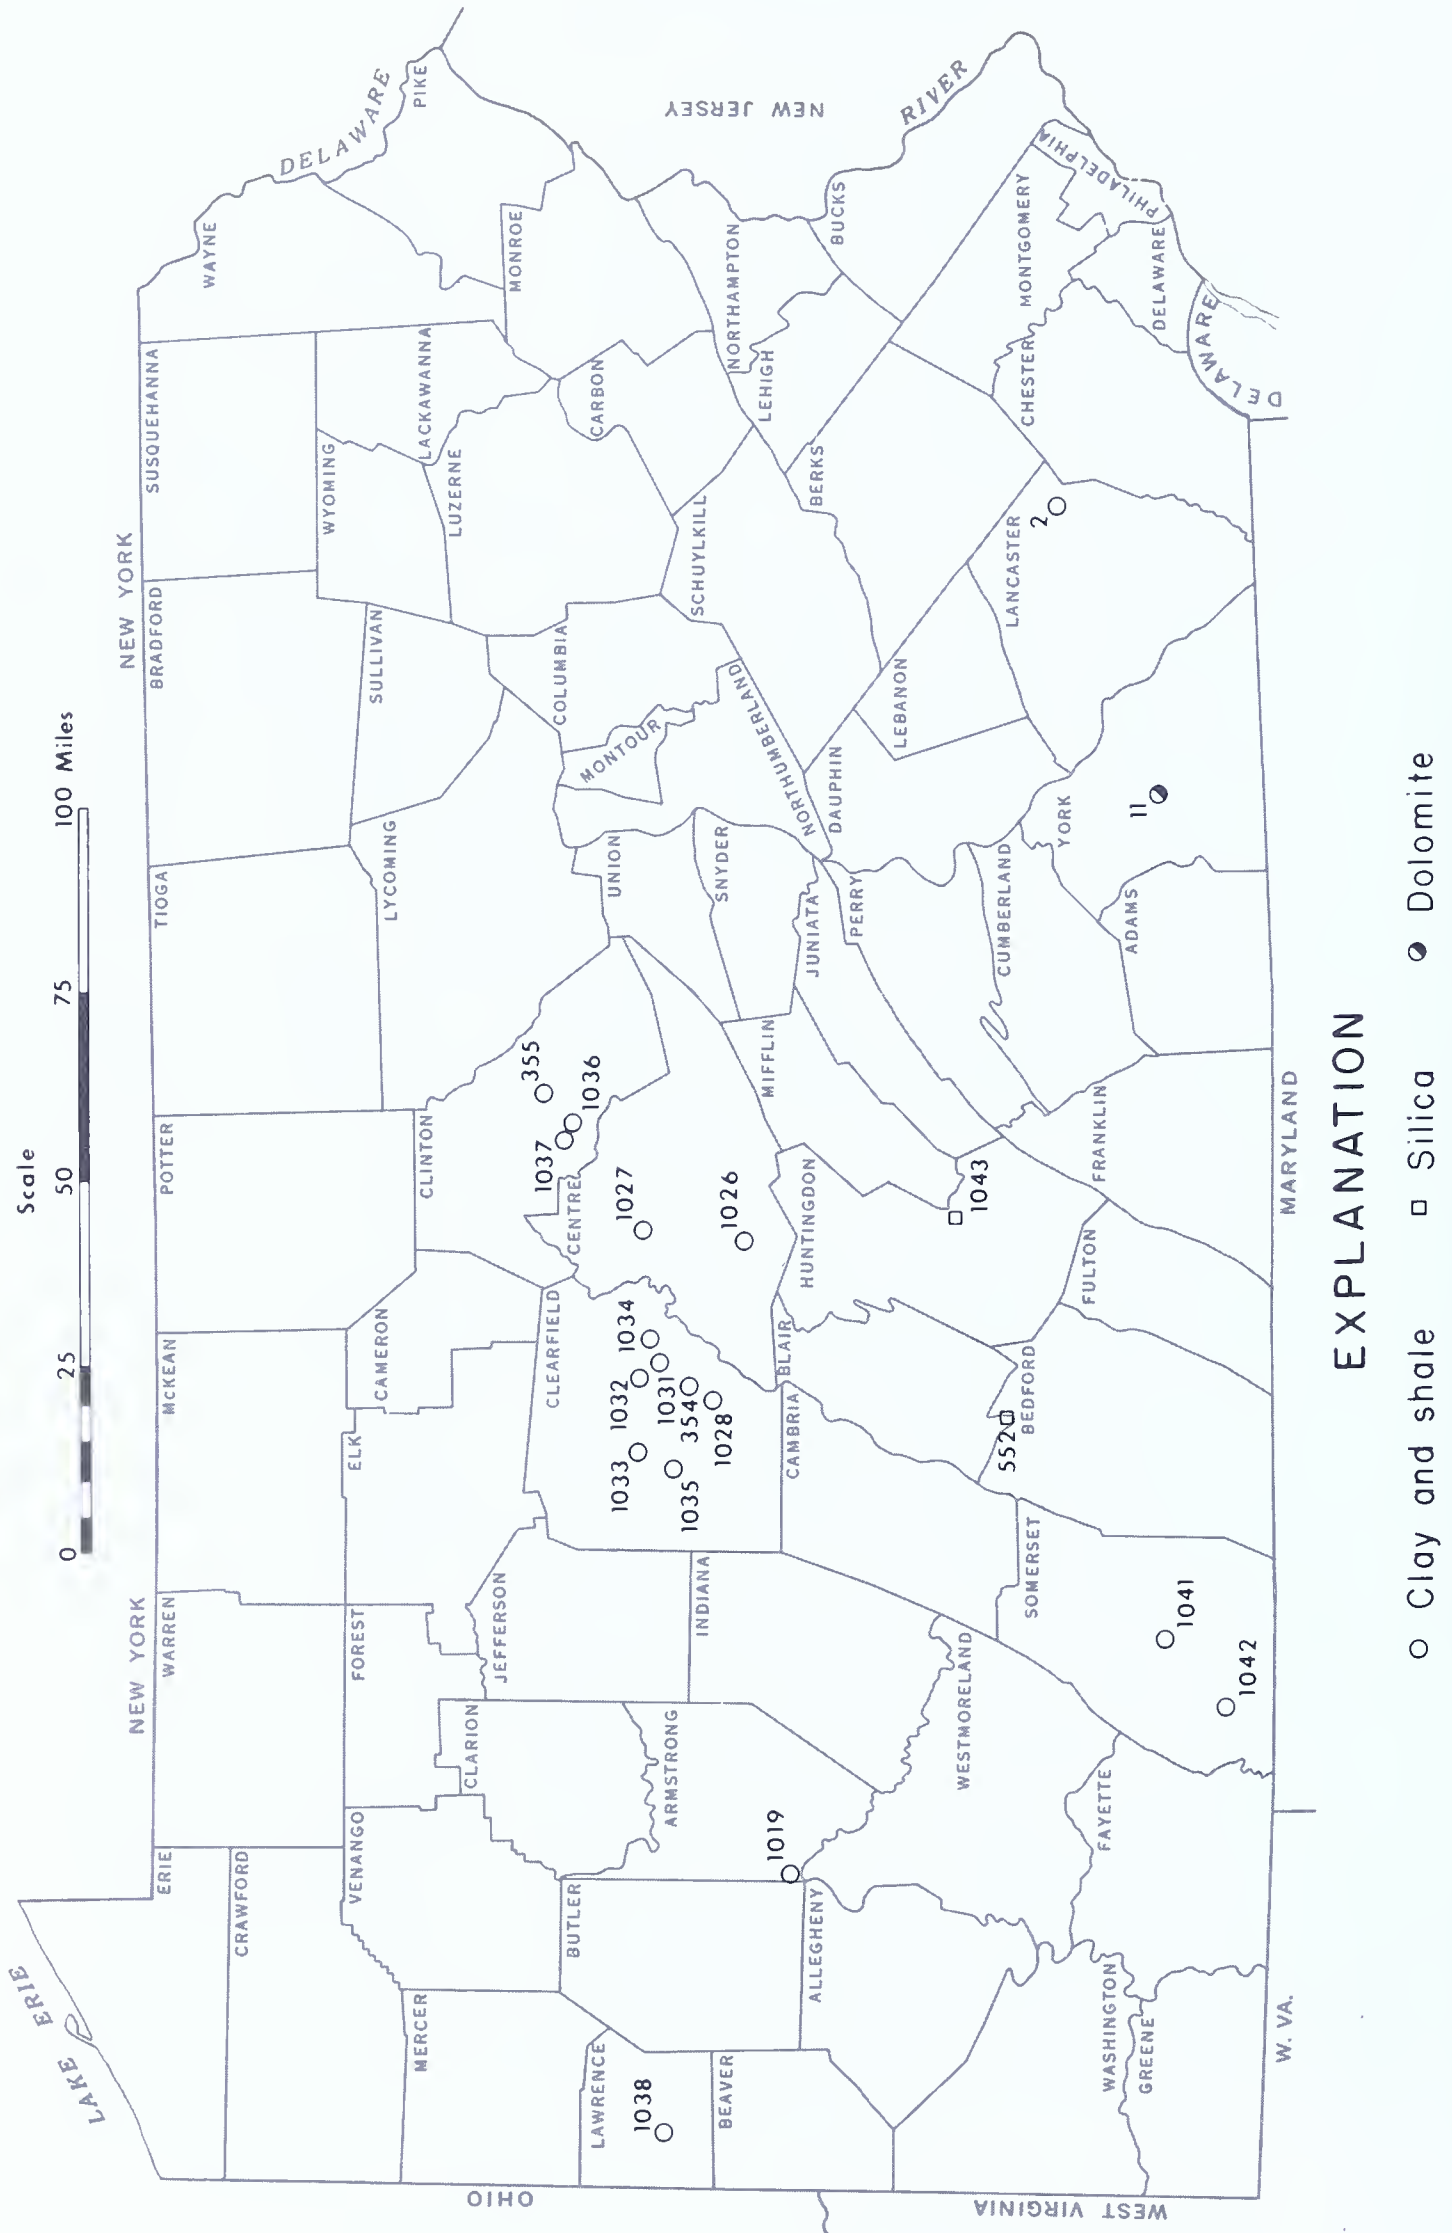 Scale
0 25 50 75 100 Miles
LAKE ERIE
NEW YORK
NEW YORK
ERIE
WARREN
McKEAN
POTTER
TIOGA
BRADFORD
SUSQUEHANNA
WAYNE
DELAWARE
PIKE
CRAWFORD
VENANGO
FOREST
ELK
CAMERON
CLINTON
LYCOMING
SULLIVAN
WYOMING
LACKAWANNA
LUZERNE
MONROE
MERCER
CLARION
JEFFERSON
CLEARFIELD
CENTRE
COLUMBIA
MONTOUR
CARBON
OHIO
LAWRENCE
BUTLER
ARMSTRONG
INDIANA
UNION
SNYDER
NORTHUMBERLAND
SCHUYLKILL
NORTHAMPTON
LEHIGH
NEW JERSEY
355
1036
1037
1027
1026
1034
1032
1031
354
1028
1033
1035
1038
BEAVER
1019
ALLEGHENY
CAMBRIA
BLAIR
HUNTINGDON
MIFFLIN
JUNIATA
PERRY
DAUPHIN
LEBANON
BERKS
BUCKS
RIVER
WESTMORELAND
SOMERSET
552
BEDFORD
1043
FULTON
FRANKLIN
CUMBERLAND
ADAMS
YORK
11
LANCASTER
2
CHESTER
MONTGOMERY
PHILADELPHIA
DELAWARE
DELAWARE
WASHINGTON
GREENE
FAYETTE
1041
1042
WEST VIRGINIA
W. VA.
MARYLAND
EXPLANATION
Clay and shale
Silica
Dolomite